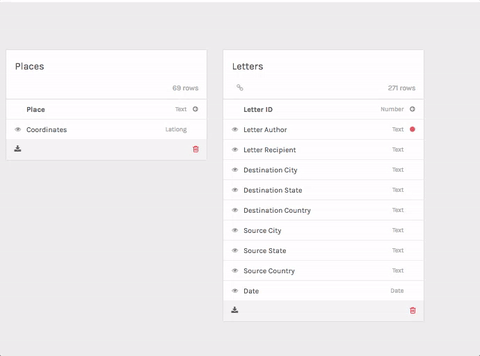 Places
69 rows
Place Text
Coordinates Latlong
Letters
271 rows
Letter ID Number
Letter Author Text
Letter Recipient Text
Destination City Text
Destination State Text
Destination Country Text
Source City Text
Source State Text
Source Country Text
Date Date